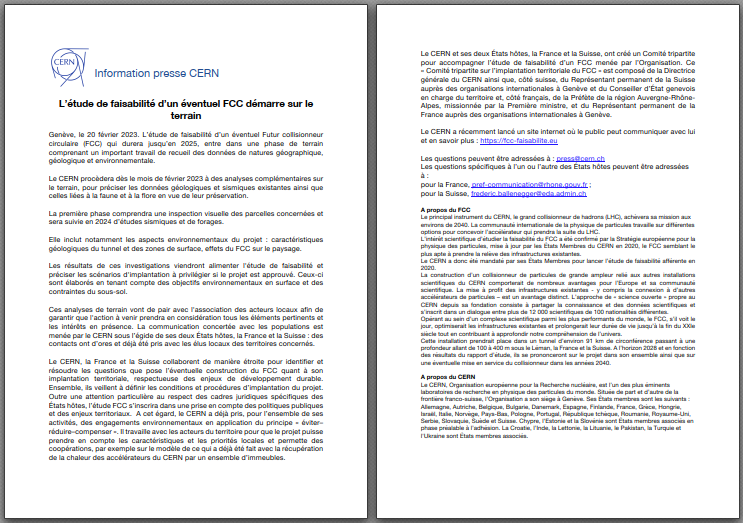 CERN
Information presse CERN
L'étude de faisabilité d'un éventuel FCC démarre sur le
terrain
Genève, le 20 février 2023. L'étude de faisabilité d'un éventuel Futur collisionneur
circulaire (FCC) qui durera jusqu'en 2025, entre dans une phase de terrain
comprenant un important travail de recueil des données de natures géographique,
géologique et environnementale.
Le CERN procédera dès le mois de février 2023 à des analyses complémentaires sur
le terrain, pour préciser les données géologiques et sismiques existantes ainsi que
celles liées à la faune et à la flore en vue de leur préservation.
La première phase comprendra une inspection visuelle des parcelles concernées et
sera suivie en 2024 d'études sismiques et de forages.
Elle inclut notamment les aspects environnementaux du projet : caractéristiques
géologiques du tunnel et des zones de surface, effets du FCC sur le paysage.
Les résultats de ces investigations viendront alimenter l'étude de faisabilité et
préciser les scénarios d'implantation à privilégier si le projet est approuvé. Ceux-ci
sont élaborés en tenant compte des objectifs environnementaux en surface et des
contraintes du sous-sol.
Ces analyses de terrain vont de pair avec l'association des acteurs locaux afin de
garantir que l'action à venir prendra en considération tous les éléments pertinents et
les intérêts en présence. La communication concertée avec les populations est
menée par le CERN sous l'égide de ses deux États hôtes, la France et la Suisse : des
contacts ont d'ores et déjà été pris avec les élus locaux des territoires concernés.
Le CERN, la France et la Suisse collaborent de manière étroite pour identifier et
résoudre les questions que pose l'éventuelle construction du FCC quant à son
implantation territoriale, respectueuse des enjeux de développement durable.
Ensemble, ils veillent à définir les conditions et procédures d'implantation du projet.
Outre une attention particulière au respect des cadres juridiques spécifiques des
États hôtes, l'étude FCC s'inscrira dans une prise en compte des politiques publiques
et des enjeux territoriaux. A cet égard, le CERN a déjà pris, pour l'ensemble de ses
activités, des engagements environnementaux en application du principe « éviter–
réduire–compenser ». Il travaille avec les acteurs du territoire pour que le projet puisse
prendre en compte les caractéristiques et les priorités locales et permette des
coopérations, par exemple sur le modèle de ce qui a déjà été fait avec la récupération
de la chaleur des accélérateurs du CERN par un ensemble d'immeubles.
Le CERN et ses deux États hôtes, la France et la Suisse, ont créé un Comité tripartite
pour accompagner l'étude de faisabilité d'un FCC menée par l'Organisation. Ce
« Comité tripartite sur l'implantation territoriale du FCC » est composé de la Directrice
générale du CERN ainsi que, côté suisse, du Représentant permanent de la Suisse
auprès des organisations internationales à Genève et du Conseiller d'État genevois
en charge du territoire et, côté français, de la Préfète de la région Auvergne-Rhône-
Alpes, missionnée par la Première ministre, et du Représentant permanent de la
France auprès des organisations internationales à Genève.
Le CERN a récemment lancé un site internet où le public peut communiquer avec lui
et en savoir plus : https://fcc-faisabilite.eu
Les questions peuvent être adressées à : press@cern.ch
Les questions spécifiques à l'un ou l'autre des États hôtes peuvent être adressées
à :
pour la France, pref-communication@rhone.gouv.fr ;
pour la Suisse, frederic.ballenegger@eda.admin.ch
A propos du FCC
Le principal instrument du CERN, le grand collisionneur de hadrons (LHC), achèvera sa mission aux
environs de 2040. La communauté internationale de la physique de particules travaille sur différentes
options pour concevoir l'accélérateur qui prendra la suite du LHC.
L'intérêt scientifique d'étudier la faisabilité du FCC a été confirmé par la Stratégie européenne pour la
physique des particules, mise à jour par les États Membres du CERN en 2020, le FCC semblant le
plus apte à prendre la relève des infrastructures existantes.
Le CERN a donc été mandaté par ses États Membres pour lancer l'étude de faisabilité afférente en
2020.
La construction d'un collisionneur de particules de grande ampleur relié aux autres installations
scientifiques du CERN comporterait de nombreux avantages pour l'Europe et sa communauté
scientifique. La mise à profit des infrastructures existantes - y compris la connexion à d'autres
accélérateurs de particules – est un avantage distinct. L'approche de « science ouverte » propre au
CERN depuis sa fondation consiste à partager la connaissance et des données scientifiques et
s'inscrit dans un dialogue entre plus de 12 000 scientifiques de 100 nationalités différentes.
Opérant au sein d'un complexe scientifique parmi les plus performants du monde, le FCC, s'il voit le
jour, optimiserait les infrastructures existantes et prolongerait leur durée de vie jusqu'à la fin du XXIe
siècle tout en contribuant à approfondir notre compréhension de l'univers.
Cette installation prendrait place dans un tunnel d'environ 91 km de circonférence passant à une
profondeur allant de 100 à 400 m sous le Léman, la France et la Suisse. A l'horizon 2028 et en fonction
des résultats du rapport d'étude, ils se prononceront sur le projet dans son ensemble ainsi que sur
une éventuelle mise en service du collisionneur dans les années 2040.
A propos du CERN
Le CERN, Organisation européenne pour la Recherche nucléaire, est l'un des plus éminents
laboratoires de recherche en physique des particules du monde. Située de part et d'autre de la
frontière franco-suisse, l'Organisation a son siège à Genève. Ses États membres sont les suivants :
Allemagne, Autriche, Belgique, Bulgarie, Danemark, Espagne, Finlande, France, Grèce, Hongrie,
Israël, Italie, Norvège, Pays-Bas, Pologne, Portugal, République tchèque, Roumanie, Royaume-Uni,
Serbie, Slovaquie, Suède et Suisse. Chypre, l'Estonie et la Slovénie sont États Membres associés en
phase préalable à l'adhésion. La Croatie, l'Inde, la Lettonie, la Lituanie, le Pakistan, la Turquie et
l'Ukraine sont États membres associés.